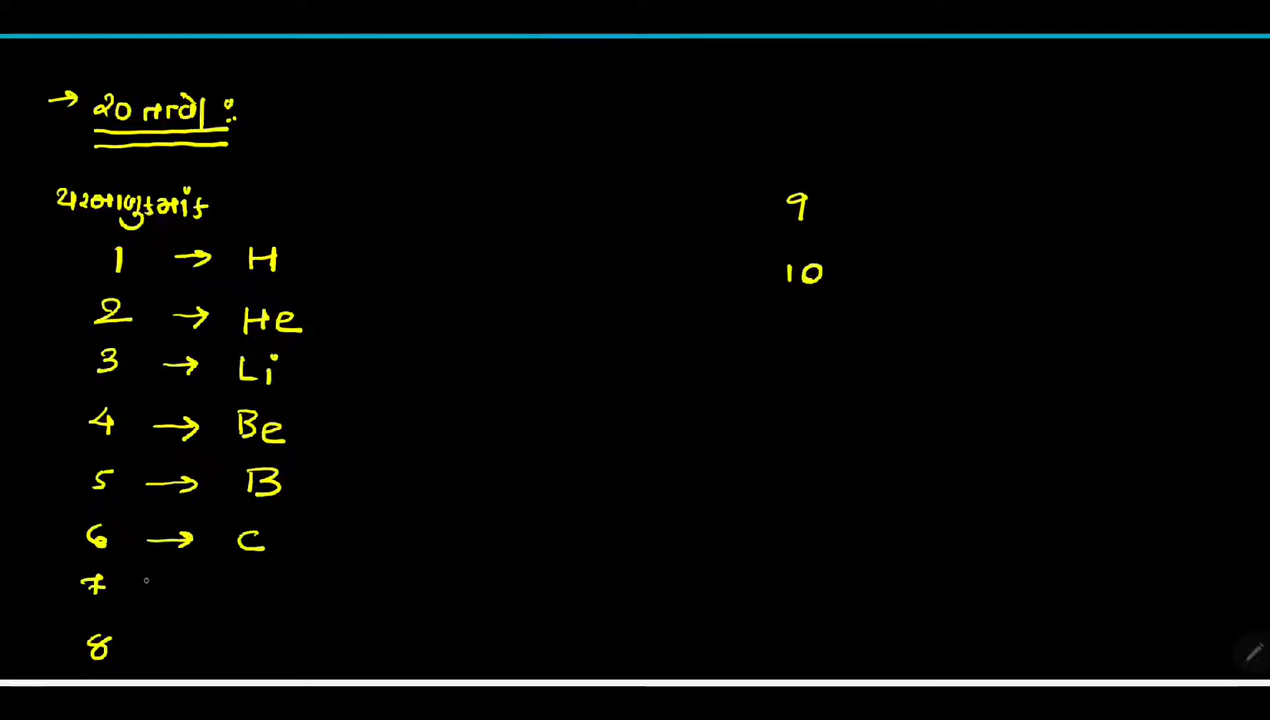 → ૨૦ તત્વો :
પરમાણુક્રમાંક
1 → H
2 → He
3 → Li
4 → Be
5 → B
6 → C
7
8
9
10